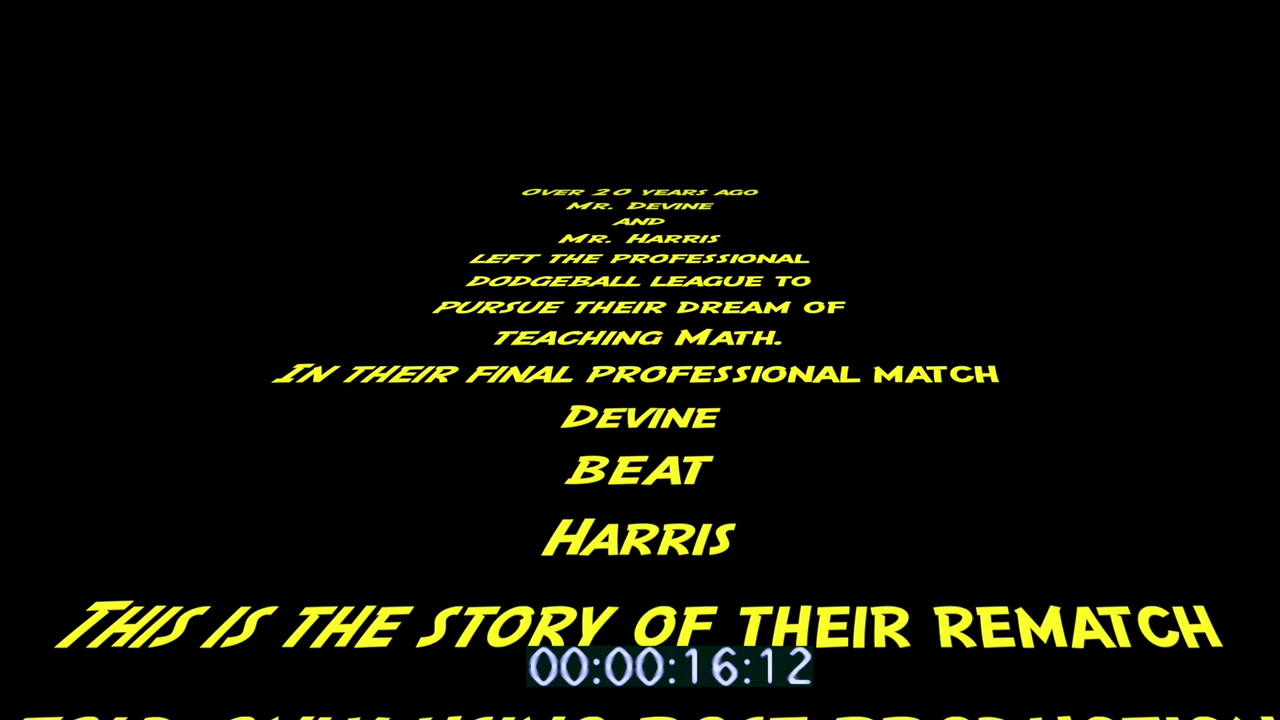 Over 20 years ago
Mr. Devine
and
Mr. Harris
left the professional
dodgeball league to
pursue their dream of
teaching Math.
In their final professional match
Devine
beat
Harris
This is the story of their rematch
00:00:16:12